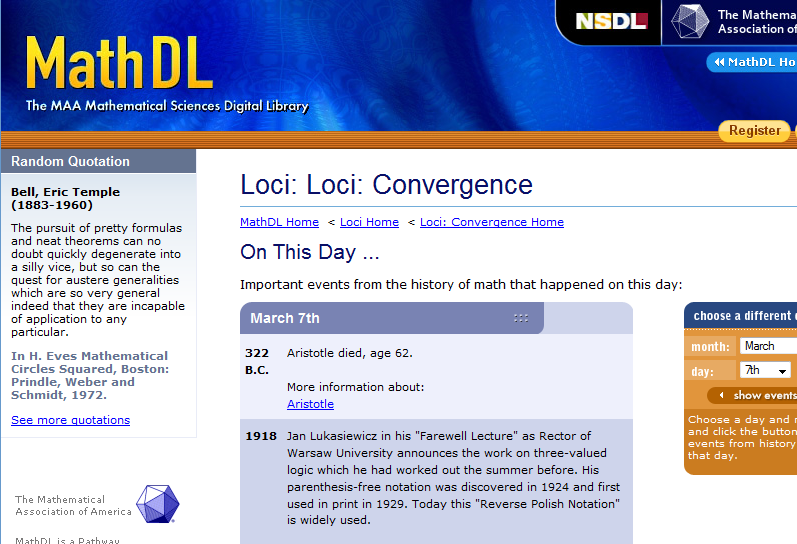 NSDL
The Mathema
Association of
MathDL
The MAA Mathematical Sciences Digital Library
MathDL Ho
Register
Random Quotation
Bell, Eric Temple
(1883-1960)
The pursuit of pretty formulas
and neat theorems can no
doubt quickly degenerate into
a silly vice, but so can the
quest for austere generalities
which are so very general
indeed that they are incapable
of application to any
particular.
In H. Eves Mathematical
Circles Squared, Boston:
Prindle, Weber and
Schmidt, 1972.
See more quotations
The Mathematical
Association of America
MathDL is a Pathway
Loci: Loci: Convergence
MathDL Home < Loci Home < Loci: Convergence Home
On This Day ...
Important events from the history of math that happened on this day:
March 7th
322 Aristotle died, age 62.
B.C.
More information about:
Aristotle
1918 Jan Lukasiewicz in his "Farewell Lecture" as Rector of
Warsaw University announces the work on three-valued
logic which he had worked out the summer before. His
parenthesis-free notation was discovered in 1924 and first
used in print in 1929. Today this "Reverse Polish Notation"
is widely used.
choose a different
month: March
day: 7th
show events
Choose a day and
and click the button
events from history
that day.